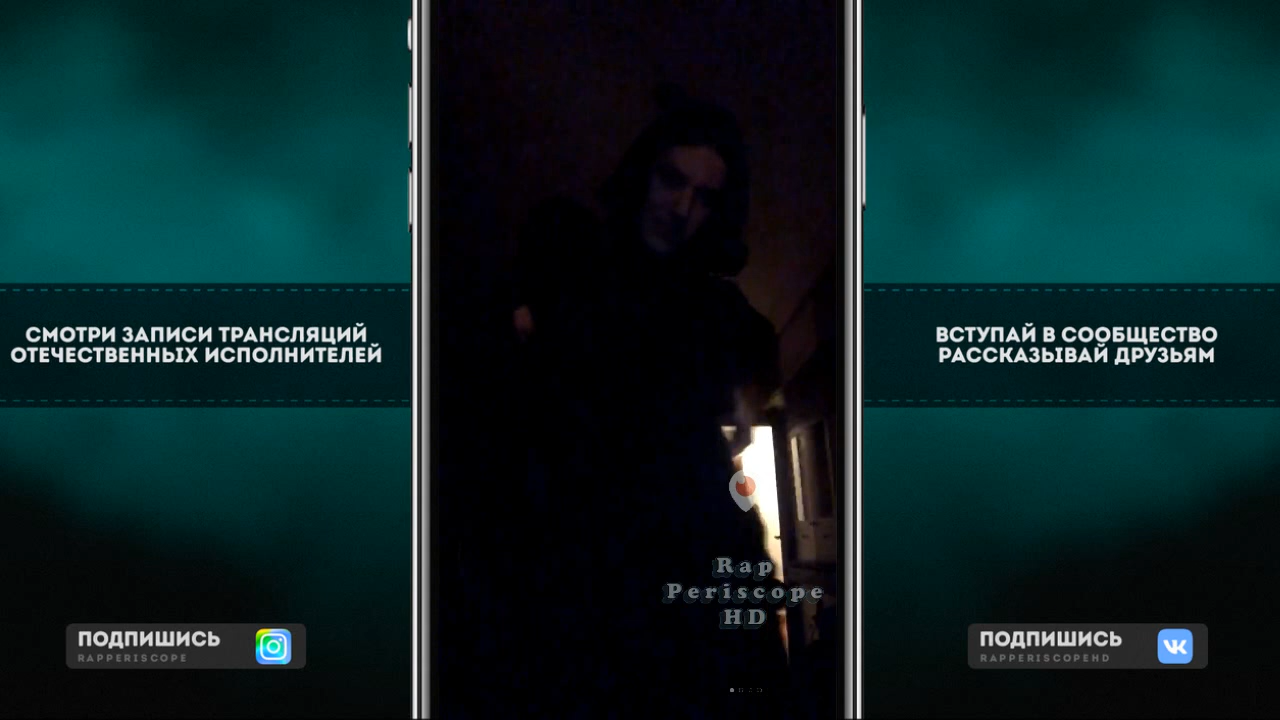 СМОТРИ ЗАПИСИ ТРАНСЛЯЦИЙ
ОТЕЧЕСТВЕННЫХ ИСПОЛНИТЕЛЕЙ
ВСТУПАЙ В СООБЩЕСТВО
РАССКАЗЫВАЙ ДРУЗЬЯМ
Rap
Periscope
HD
ПОДПИШИСЬ
RAPPERISCOPE
ПОДПИШИСЬ
RAPPERISCOPEHD